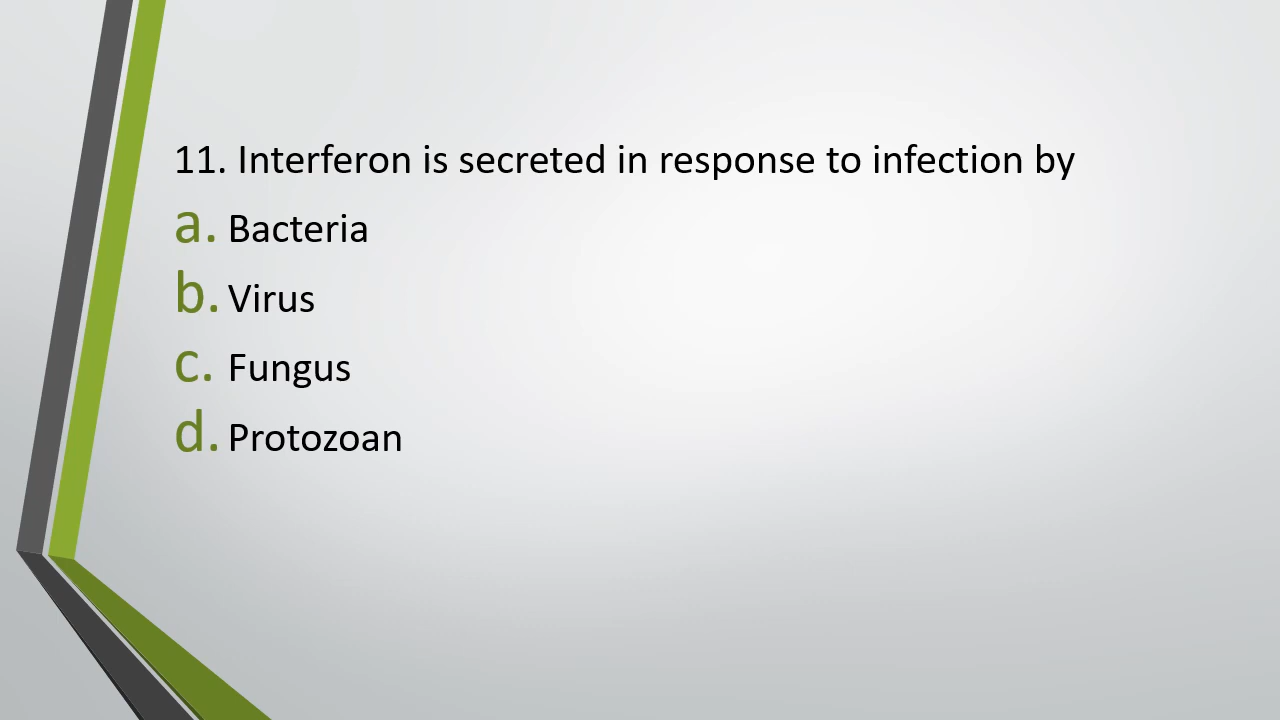 11. Interferon is secreted in response to infection by
a. Bacteria
b. Virus
c. Fungus
d. Protozoan